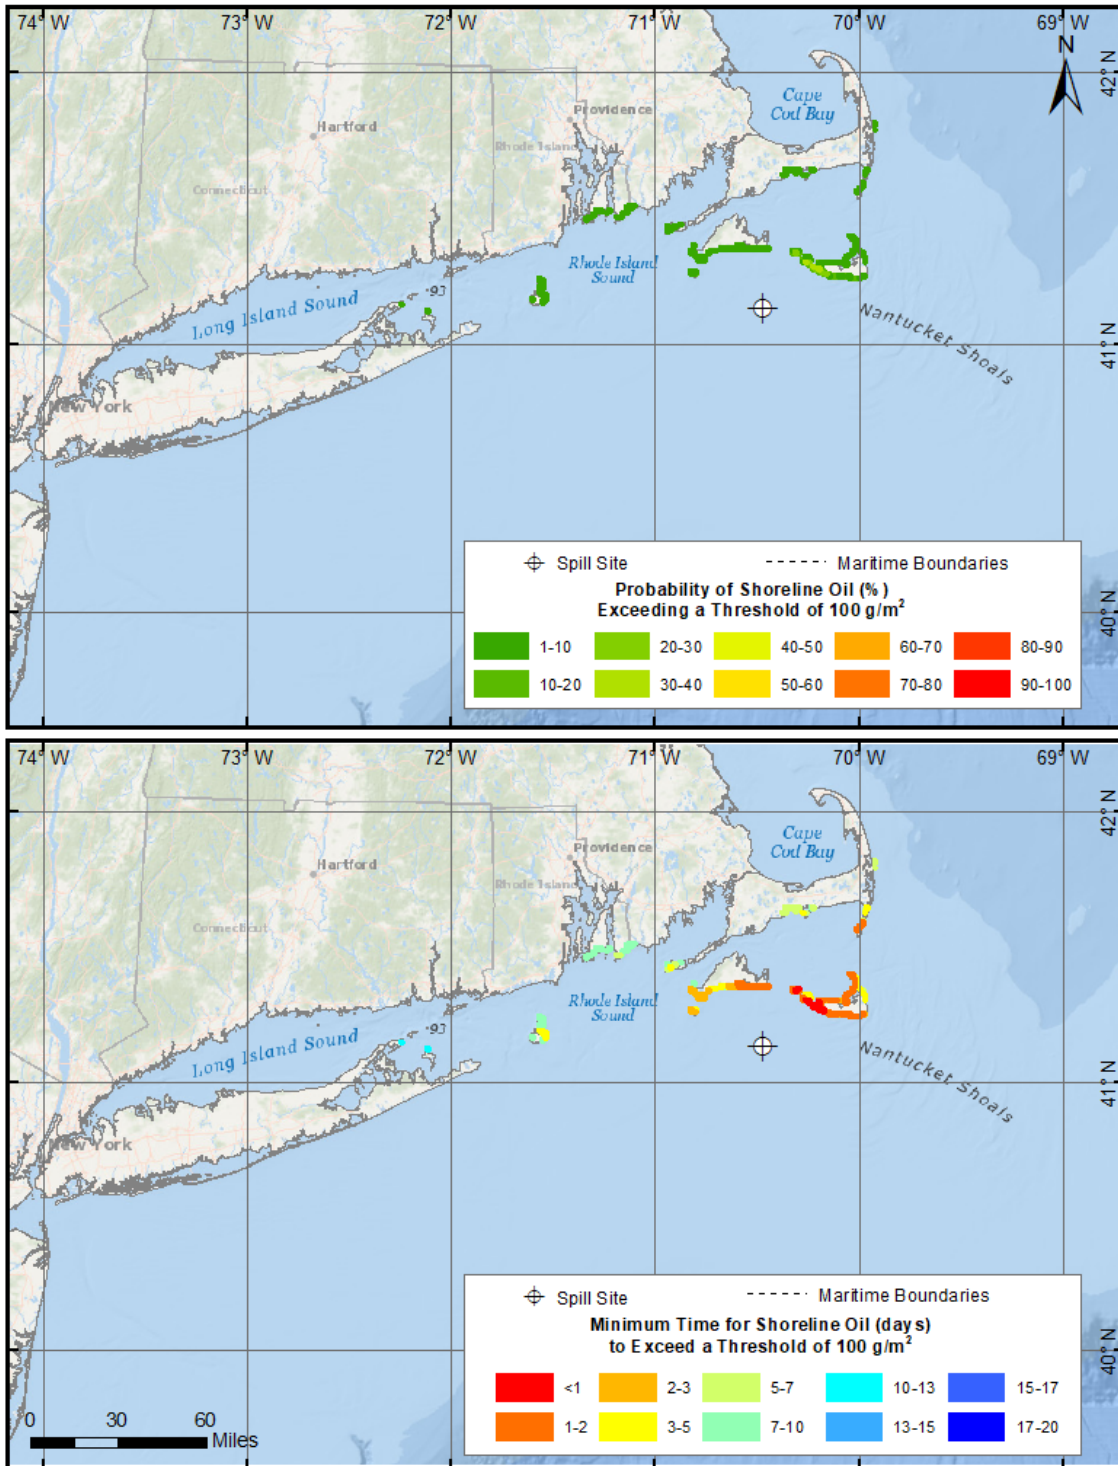 74° W 73° W 72° W 71° W 70° W 69° W
N
42° N
Cape
Cod Bay
Providence
Hartford
Rhode Island
Connecticut
Rhode Island
Sound
Long Island Sound
Nantucket Shoals
41° N
New York
Spill Site
Maritime Boundaries
Probability of Shoreline Oil (%)
Exceeding a Threshold of 100 g/m²
40° N
1-10 20-30 40-50 60-70 80-90
10-20 30-40 50-60 70-80 90-100
74° W 73° W 72° W 71° W 70° W 69° W
42° N
Cape
Cod Bay
Providence
Hartford
Rhode Island
Connecticut
Rhode Island
Sound
Long Island Sound
Nantucket Shoals
41° N
New York
Spill Site
Maritime Boundaries
Minimum Time for Shoreline Oil (days)
to Exceed a Threshold of 100 g/m²
40° N
<1 2-3 5-7 10-13 15-17
1-2 3-5 7-10 13-15 17-20
0 30 60
Miles